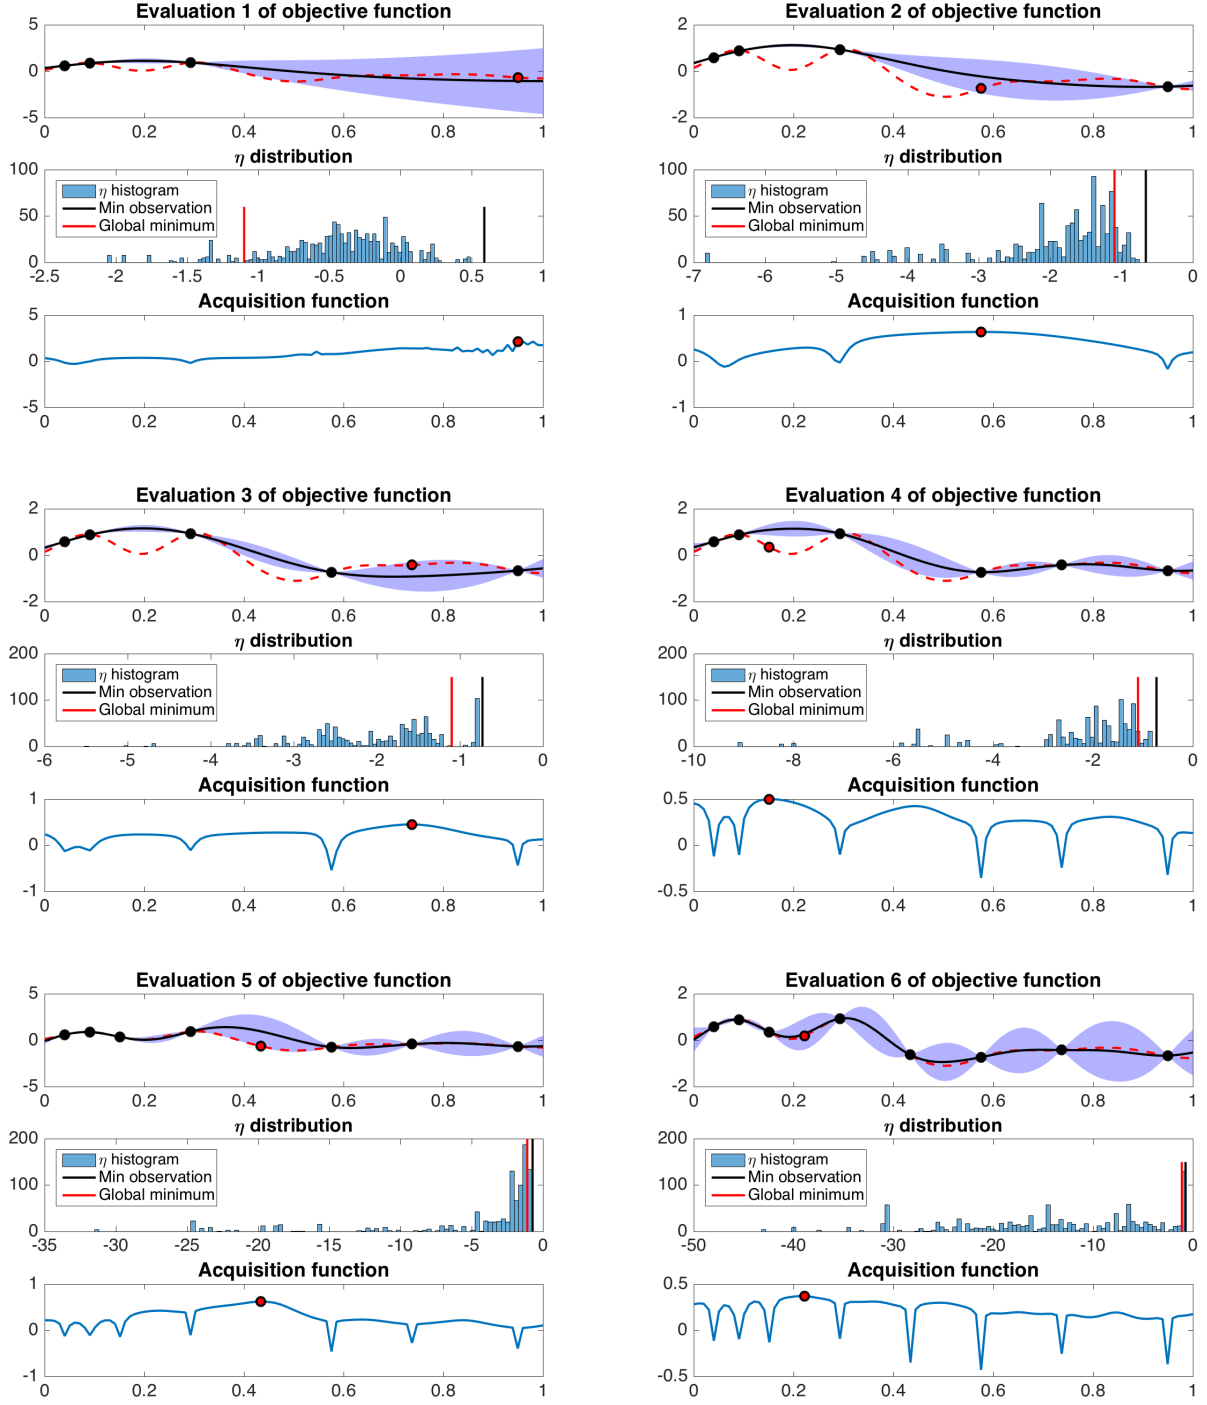 Evaluation 1 of objective function
5
0
-5
0 0.2 0.4 0.6 0.8 1
η distribution
100
50
0
η histogram
Min observation
Global minimum
-2.5 -2 -1.5 -1 -0.5 0 0.5 1
Acquisition function
5
0
-5
0 0.2 0.4 0.6 0.8 1
Evaluation 2 of objective function
2
0
-2
0 0.2 0.4 0.6 0.8 1
η distribution
100
50
0
η histogram
Min observation
Global minimum
-7 -6 -5 -4 -3 -2 -1 0
Acquisition function
1
0
-1
0 0.2 0.4 0.6 0.8 1
Evaluation 3 of objective function
2
0
-2
0 0.2 0.4 0.6 0.8 1
η distribution
200
100
0
η histogram
Min observation
Global minimum
-6 -5 -4 -3 -2 -1 0
Acquisition function
1
0
-1
0 0.2 0.4 0.6 0.8 1
Evaluation 4 of objective function
2
0
-2
0 0.2 0.4 0.6 0.8 1
η distribution
200
100
0
η histogram
Min observation
Global minimum
-10 -8 -6 -4 -2 0
Acquisition function
0.5
0
-0.5
0 0.2 0.4 0.6 0.8 1
Evaluation 5 of objective function
5
0
-5
0 0.2 0.4 0.6 0.8 1
η distribution
200
100
0
η histogram
Min observation
Global minimum
-35 -30 -25 -20 -15 -10 -5 0
Acquisition function
1
0
-1
0 0.2 0.4 0.6 0.8 1
Evaluation 6 of objective function
2
0
-2
0 0.2 0.4 0.6 0.8 1
η distribution
200
100
0
η histogram
Min observation
Global minimum
-50 -40 -30 -20 -10 0
Acquisition function
0.5
0
-0.5
0 0.2 0.4 0.6 0.8 1